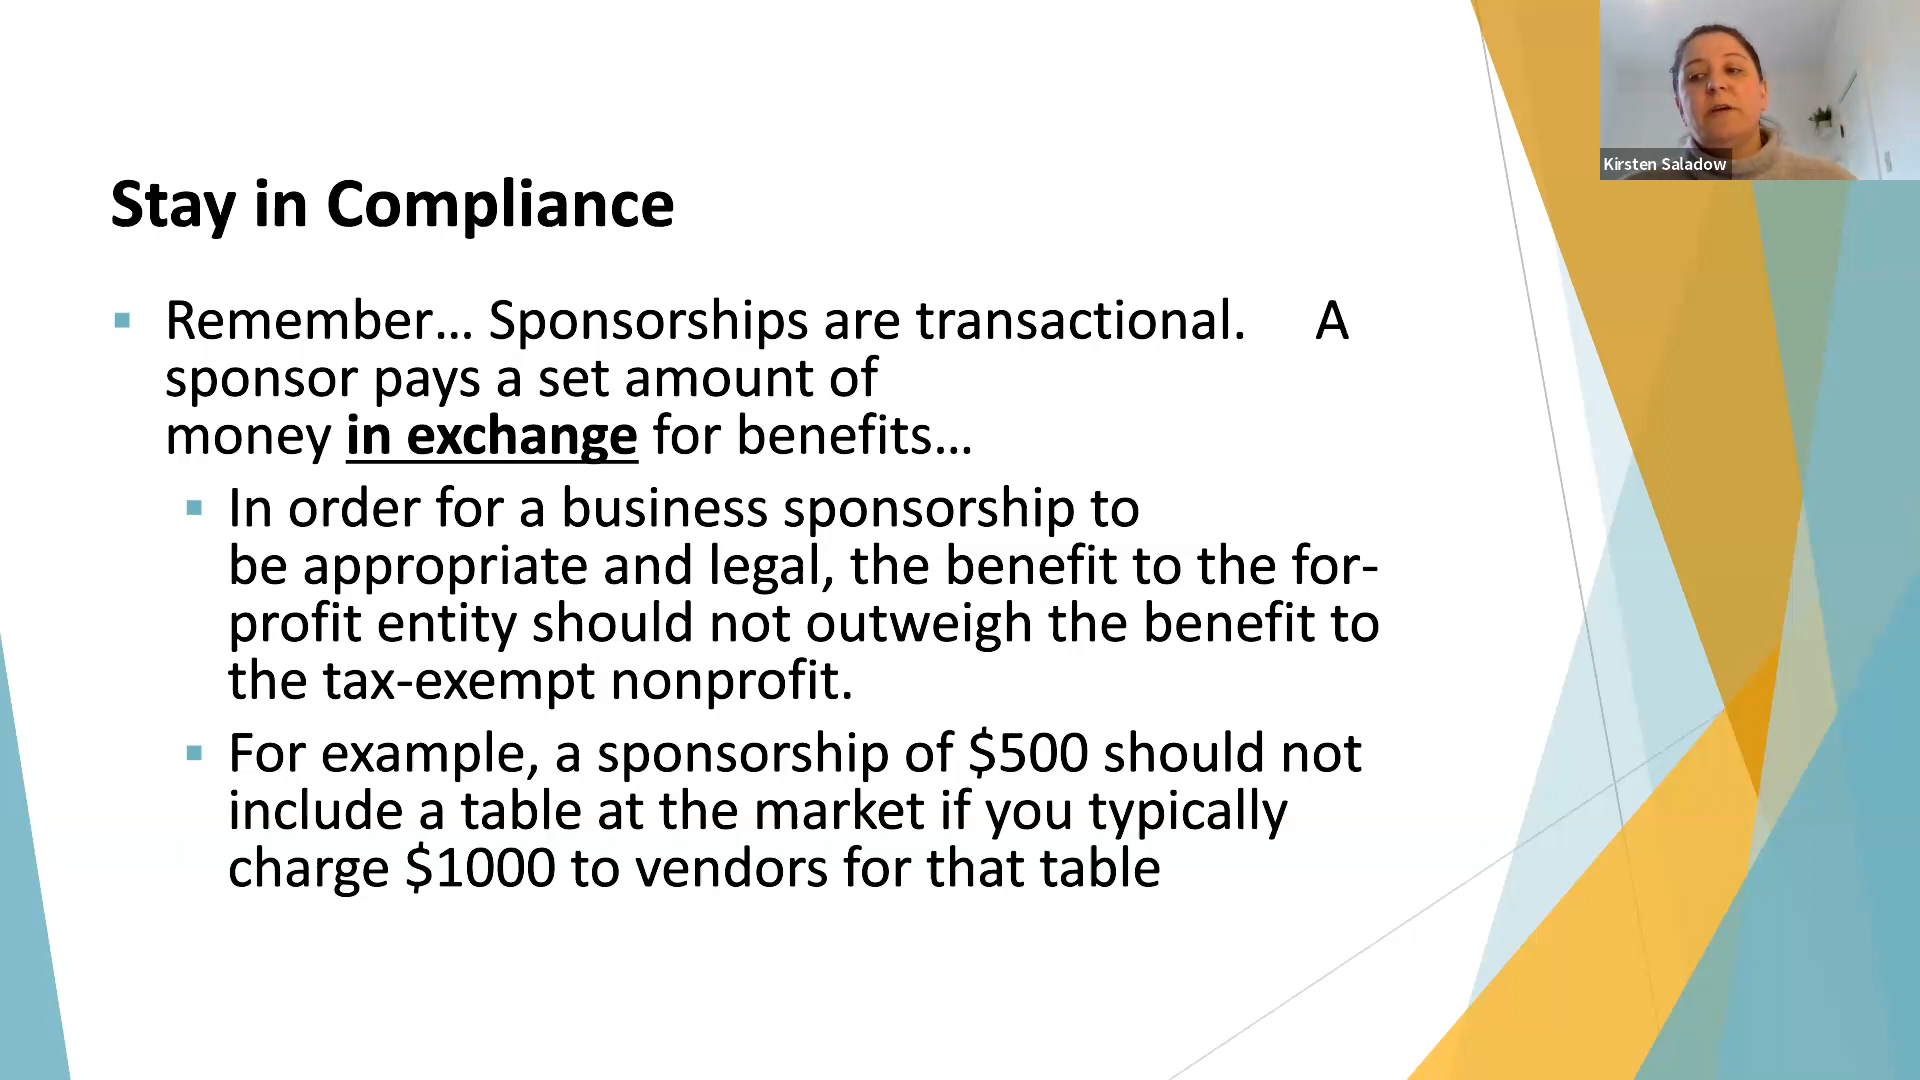 Kirsten Saladow
Stay in Compliance
▪ Remember... Sponsorships are transactional. A
sponsor pays a set amount of
money in exchange for benefits...
▪ In order for a business sponsorship to
be appropriate and legal, the benefit to the for-
profit entity should not outweigh the benefit to
the tax-exempt nonprofit.
▪ For example, a sponsorship of $500 should not
include a table at the market if you typically
charge $1000 to vendors for that table